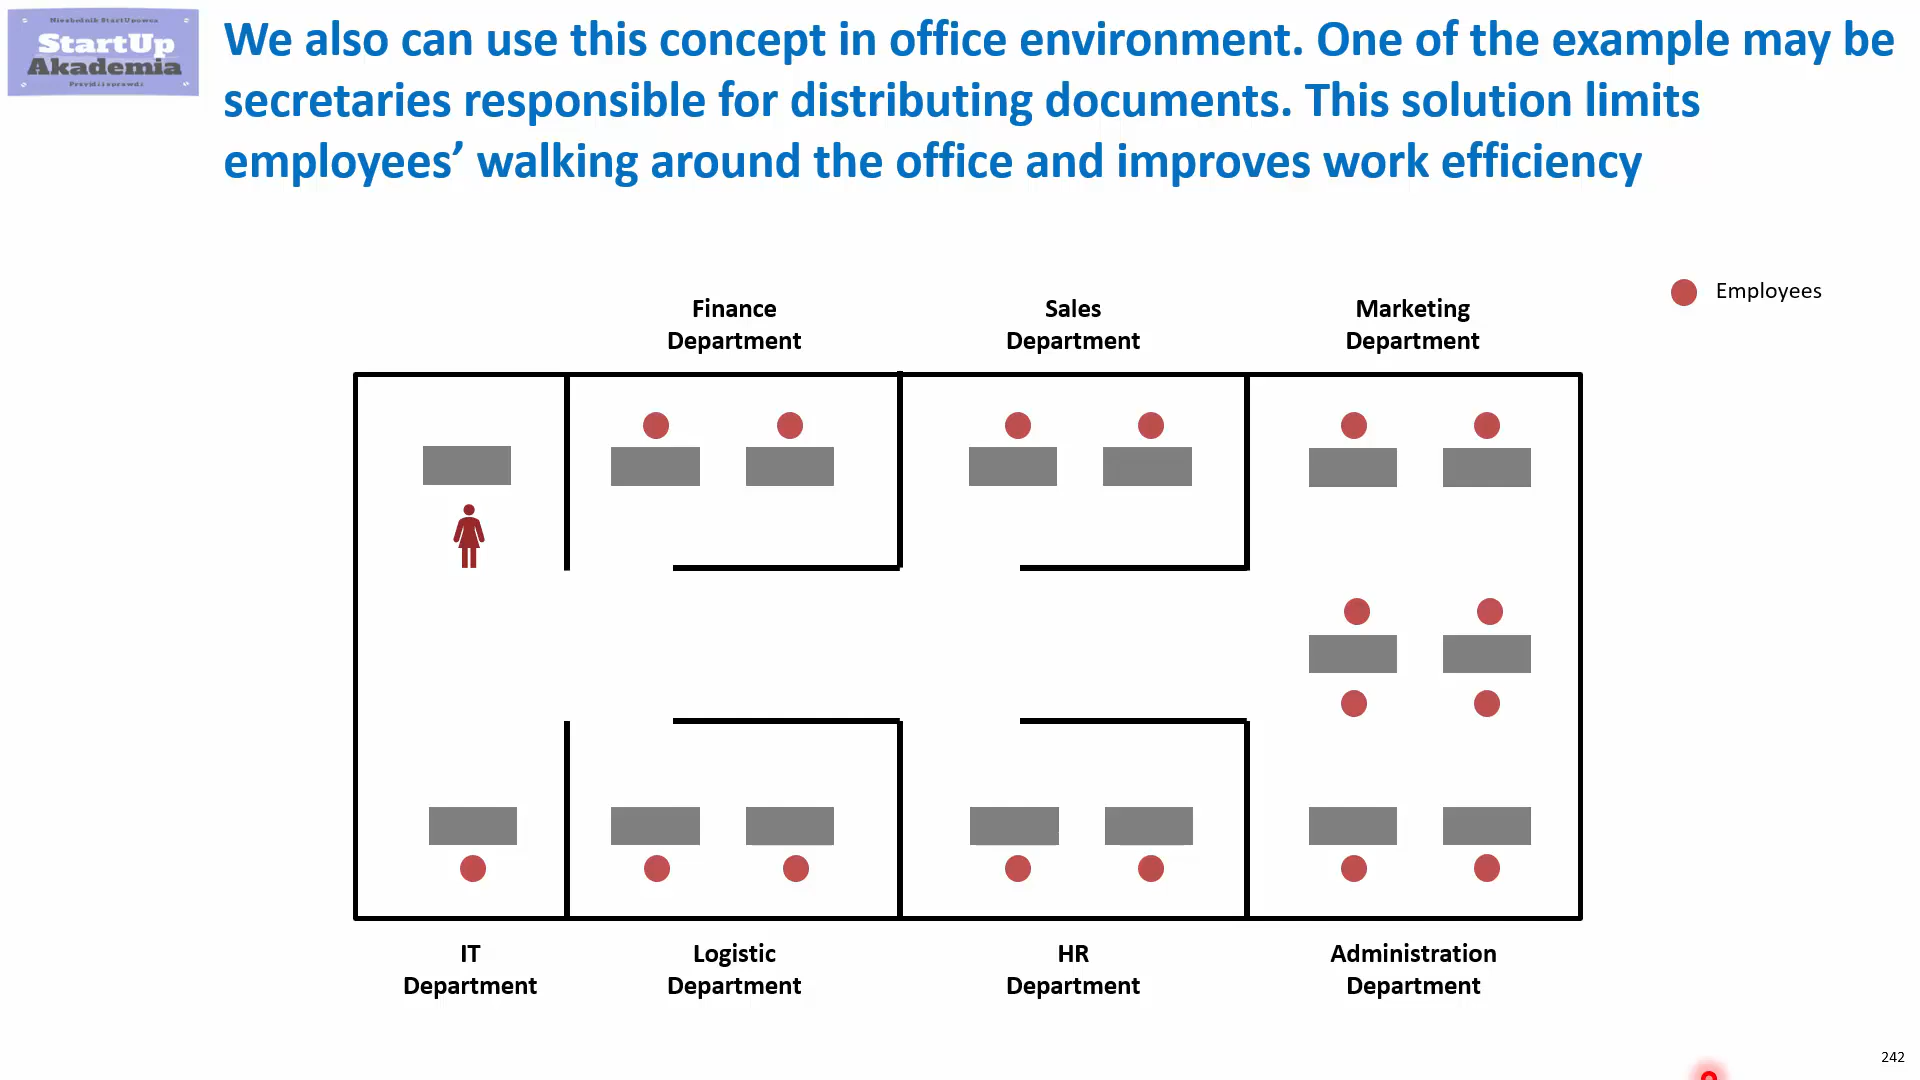 Niezbędnik StartUpowca
StartUp
Akademia
We also can use this concept in office environment. One of the example may be
secretaries responsible for distributing documents. This solution limits
employees’ walking around the office and improves work efficiency
Employees
Finance
Department
Sales
Department
Marketing
Department
IT
Department
Logistic
Department
HR
Department
Administration
Department
242